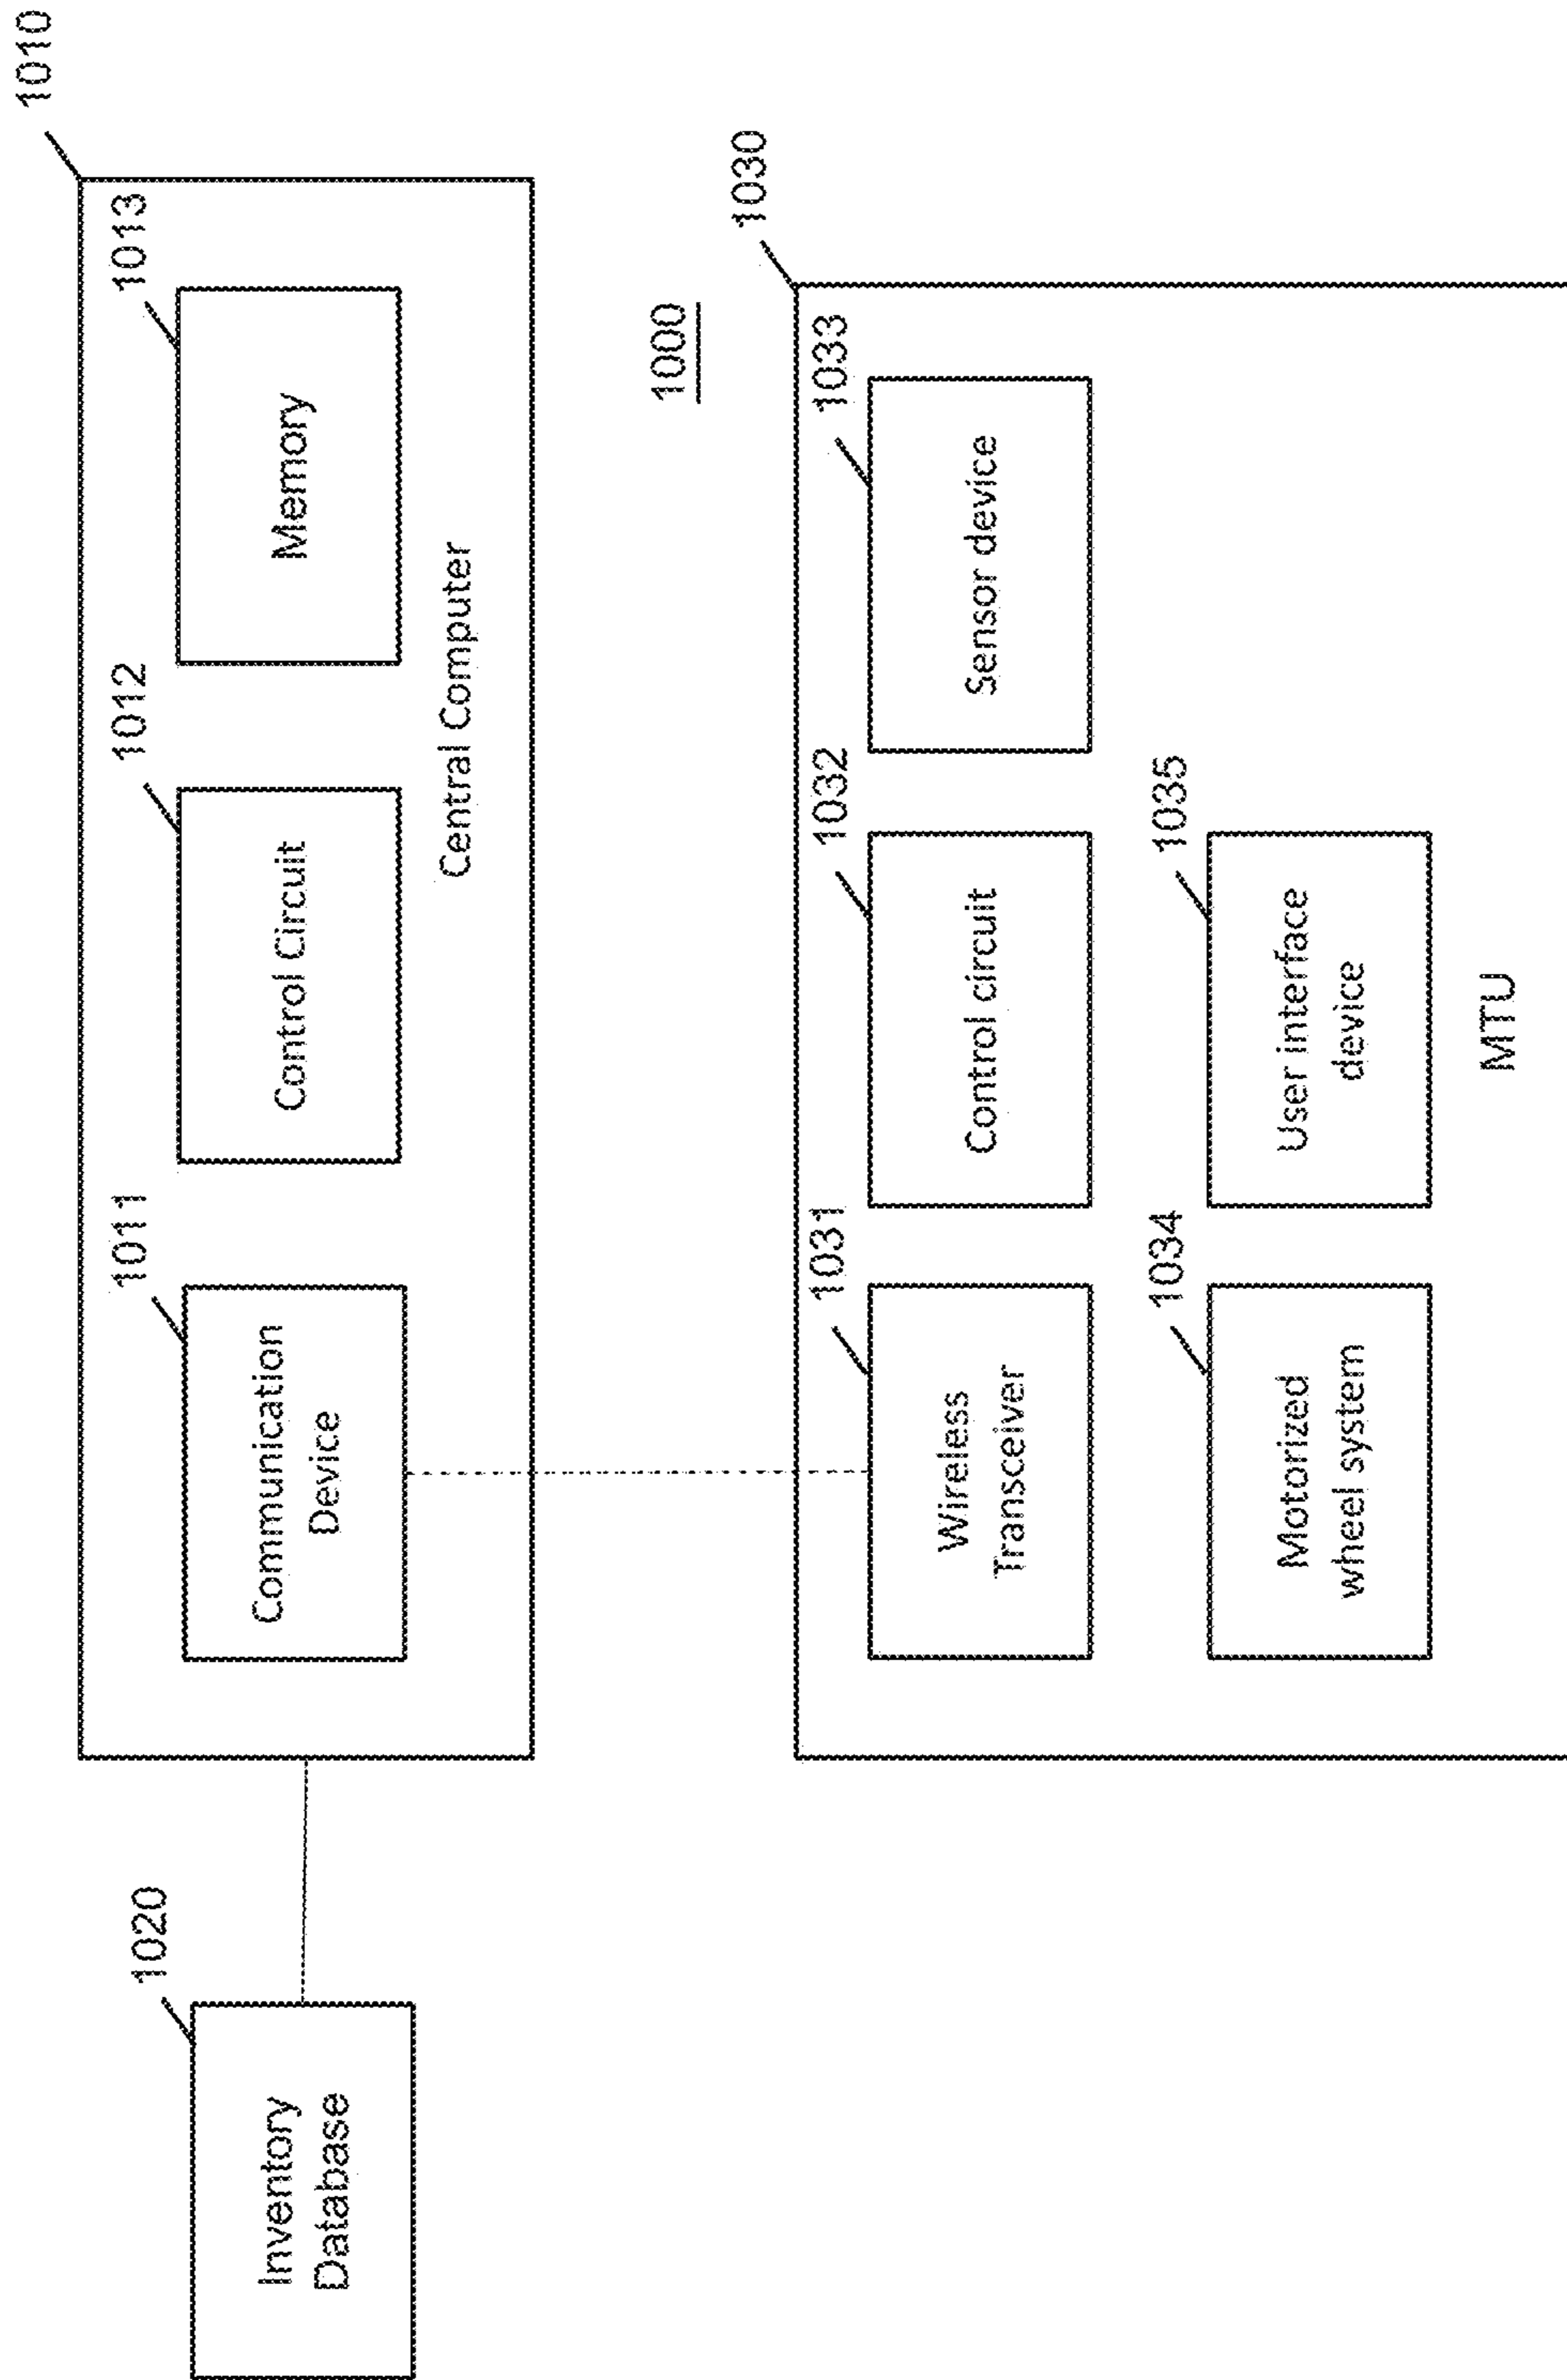 1010
1020
1011
1012
1013
Inventory
Database
Communication
Device
Control Circuit
Memory
Central Computer
1000
1030
1031
1032
1033
Wireless
Transceiver
Control circuit
Sensor device
1034
1035
Motorized
wheel system
User interface
device
MTU